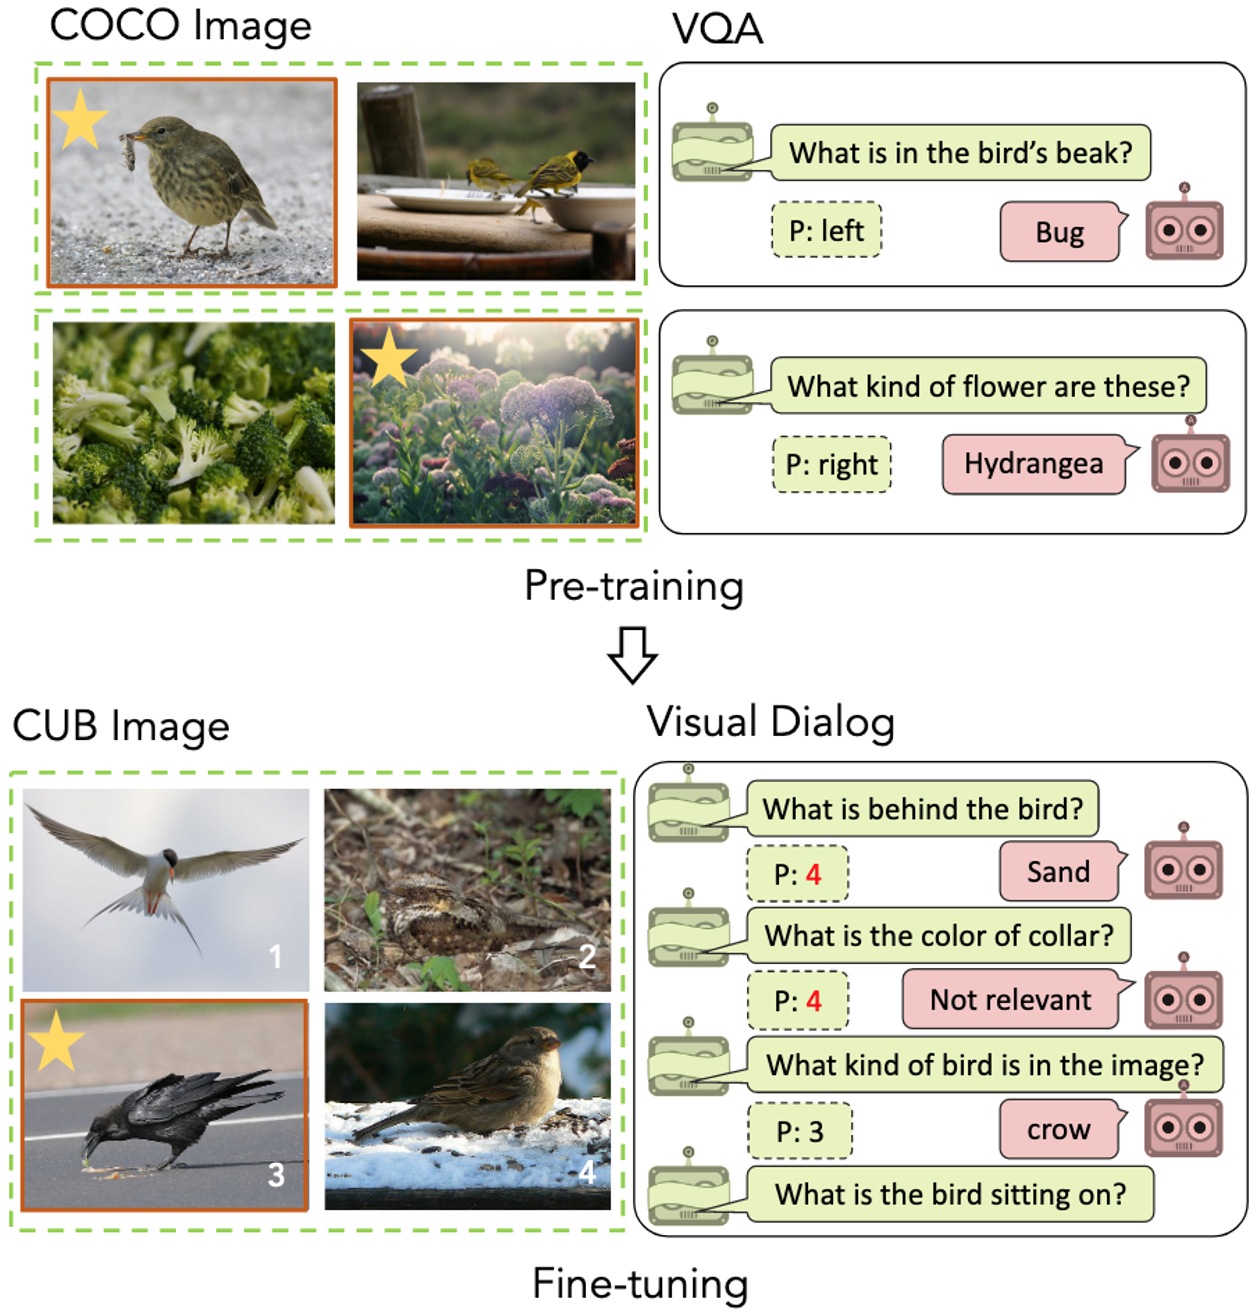 COCO Image
VQA
What is in the bird's beak?
P: left
Bug
What kind of flower are these?
P: right
Hydrangea
Pre-training
CUB Image
Visual Dialog
1
2
3
4
What is behind the bird?
P: 4
Sand
What is the color of collar?
P: 4
Not relevant
What kind of bird is in the image?
P: 3
crow
What is the bird sitting on?
Fine-tuning